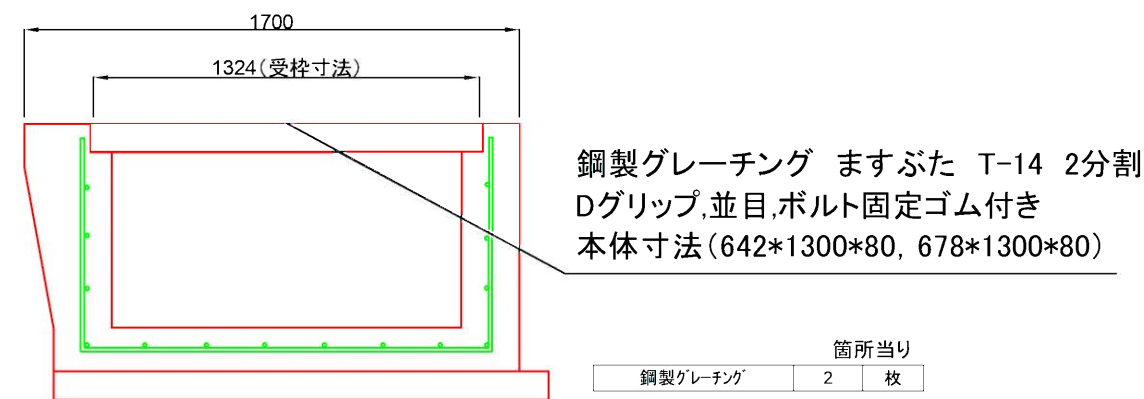 1700
1324(受枠寸法)
鋼製グレーチング ますぶた T-14 2分割
Dグリップ,並目,ボルト固定ゴム付き
本体寸法(642*1300*80, 678*1300*80)
箇所当り
鋼製グレーチング 2 枚